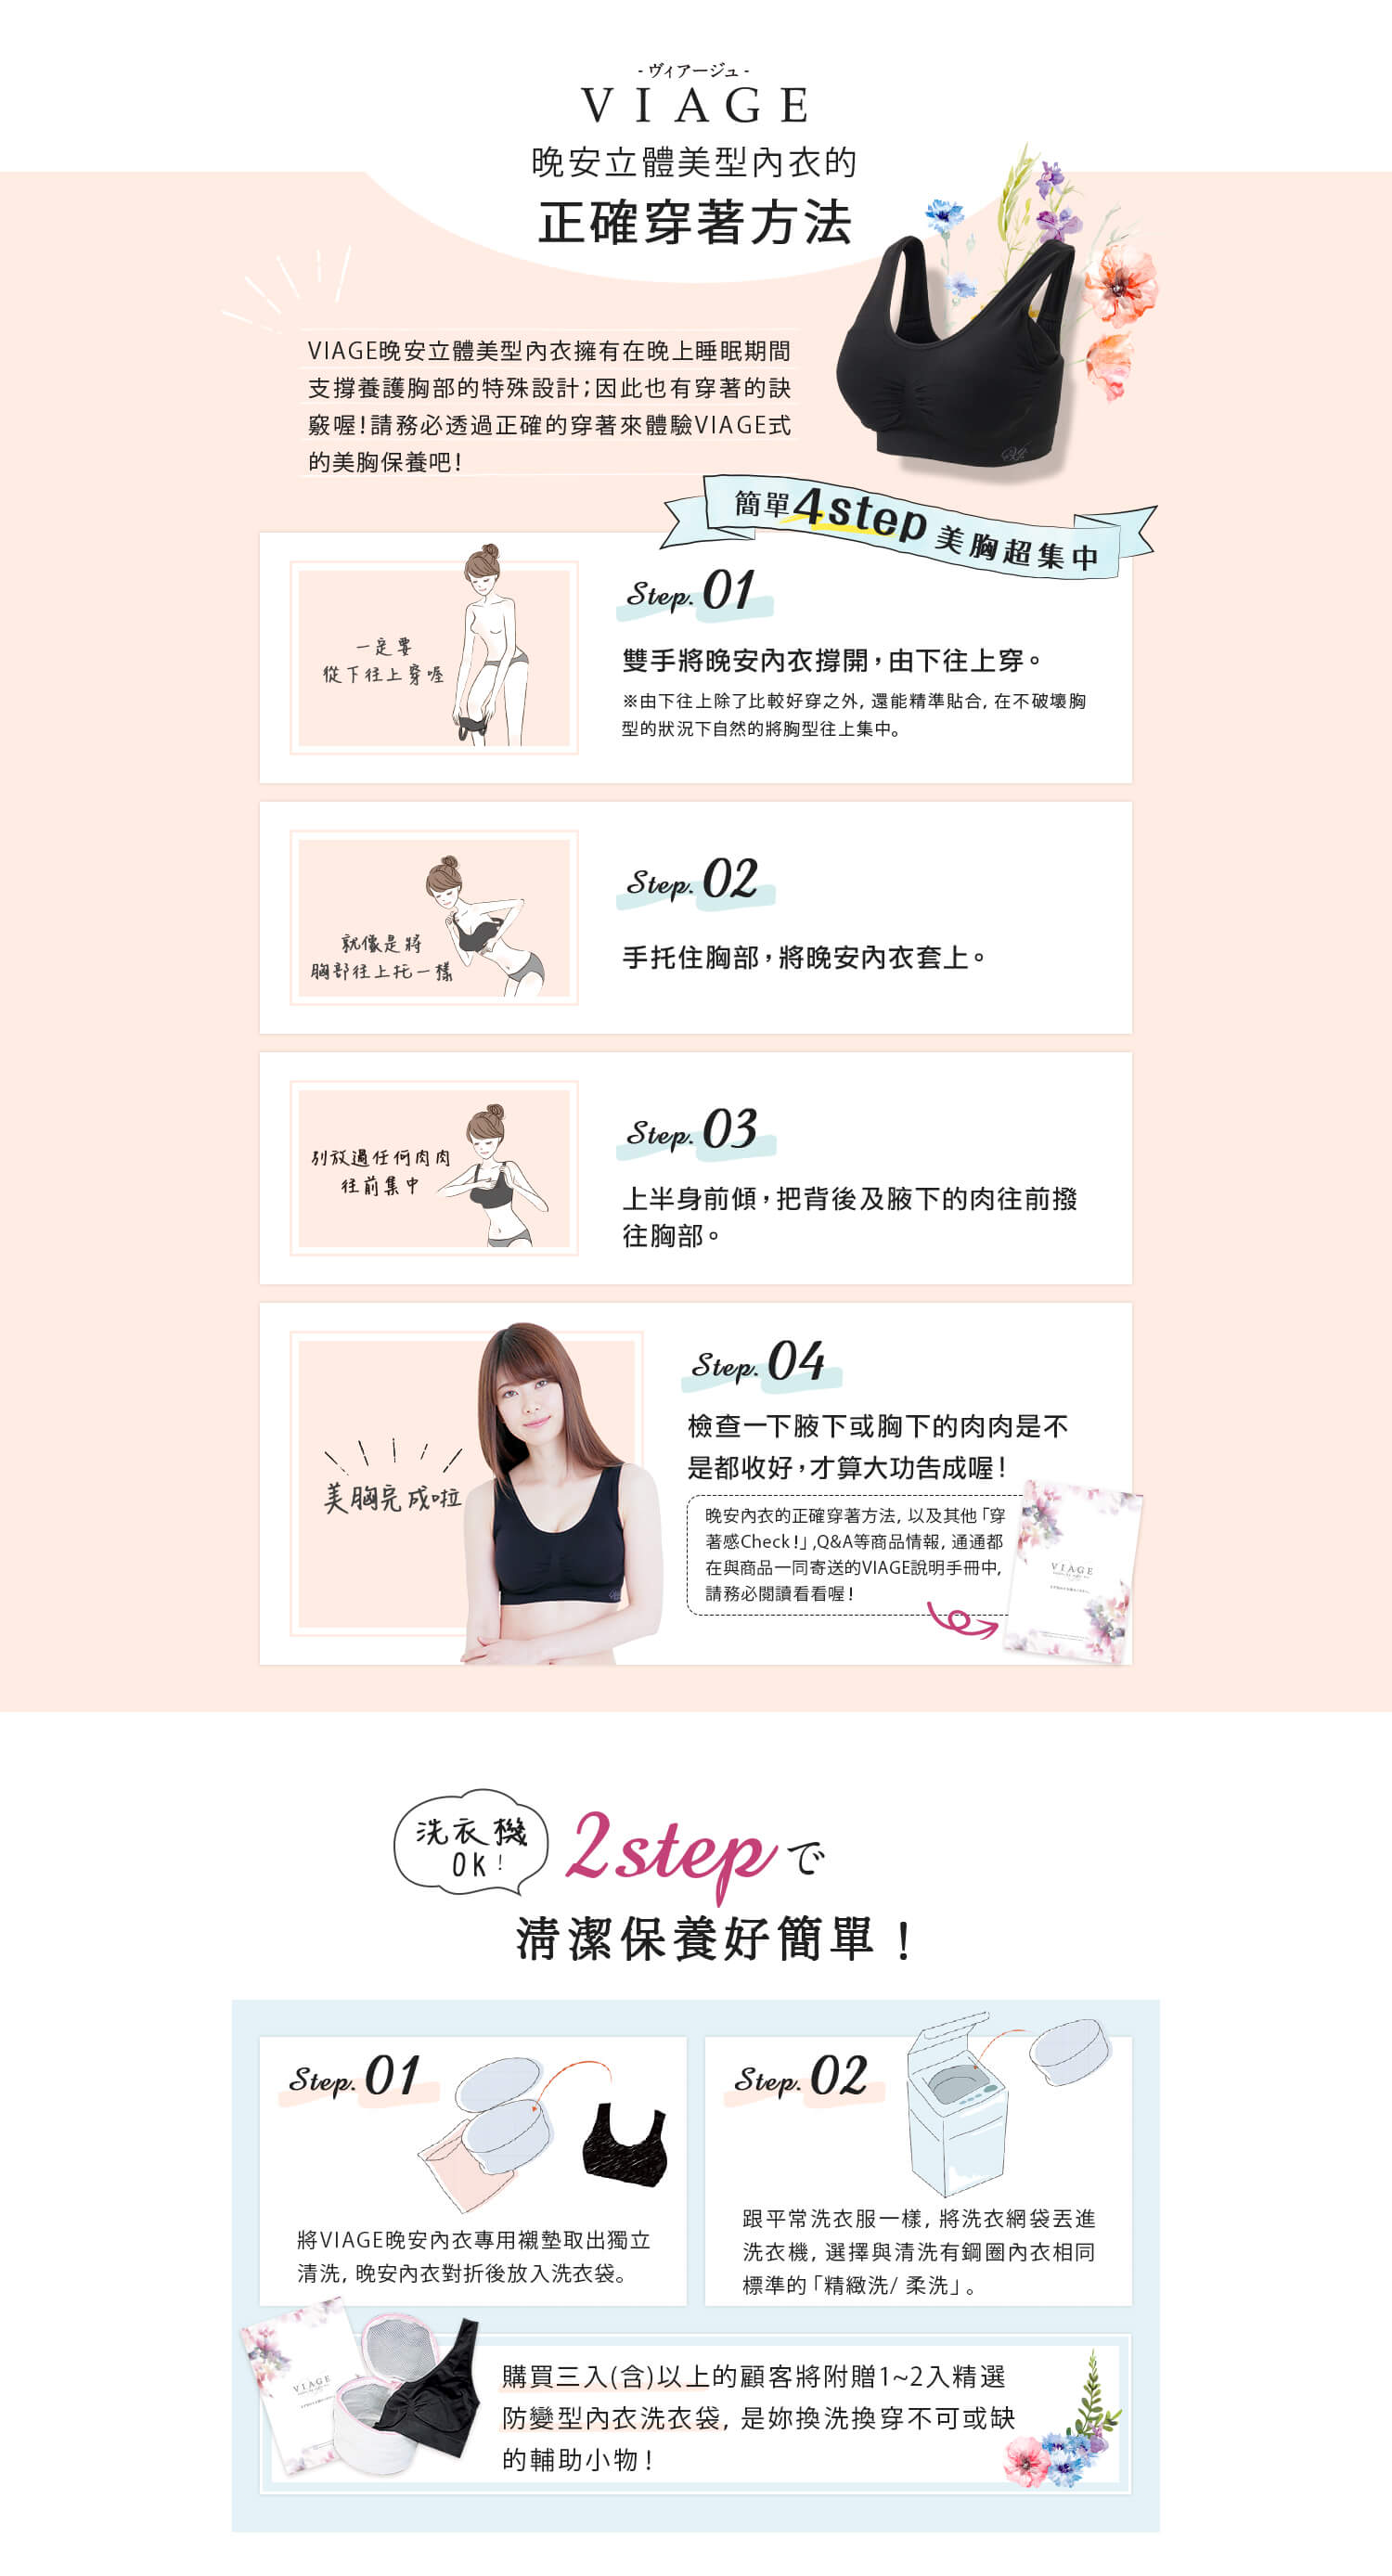 - ヴィアージュ -
VIAGE
晚安立體美型內衣的
正確穿著方法
VIAGE晚安立體美型內衣擁有在晚上睡眠期間
支撐養護胸部的特殊設計；因此也有穿著的訣
竅喔！請務必透過正確的穿著來體驗VIAGE式
的美胸保養吧！
簡單4step美胸超集中
一定要
從下往上穿喔
Step.01
雙手將晚安內衣撐開，由下往上穿。
※由下往上除了比較好穿之外, 還能精準貼合, 在不破壞胸
型的狀況下自然的將胸型往上集中。
就像是將
胸部往上托一樣
Step.02
手托住胸部，將晚安內衣套上。
別放過任何肉肉
往前集中
Step.03
上半身前傾，把背後及腋下的肉往前撥
往胸部。
美胸完成啦
Step.04
檢查一下腋下或胸下的肉肉是不
是都收好，才算大功告成喔！
晚安內衣的正確穿著方法, 以及其他「穿
著感Check！」,Q&A等商品情報, 通通都
在與商品一同寄送的VIAGE說明手冊中,
請務必閱讀看看喔！
VIAGE
洗衣機
OK！
2stepで
清潔保養好簡單！
Step.01
將VIAGE晚安內衣專用襯墊取出獨立
清洗, 晚安內衣對折後放入洗衣袋。
Step.02
跟平常洗衣服一樣, 將洗衣網袋丟進
洗衣機, 選擇與清洗有鋼圈內衣相同
標準的「精緻洗/ 柔洗」。
VIAGE
購買三入(含)以上的顧客將附贈1~2入精選
防變型內衣洗衣袋, 是妳換洗換穿不可或缺
的輔助小物！